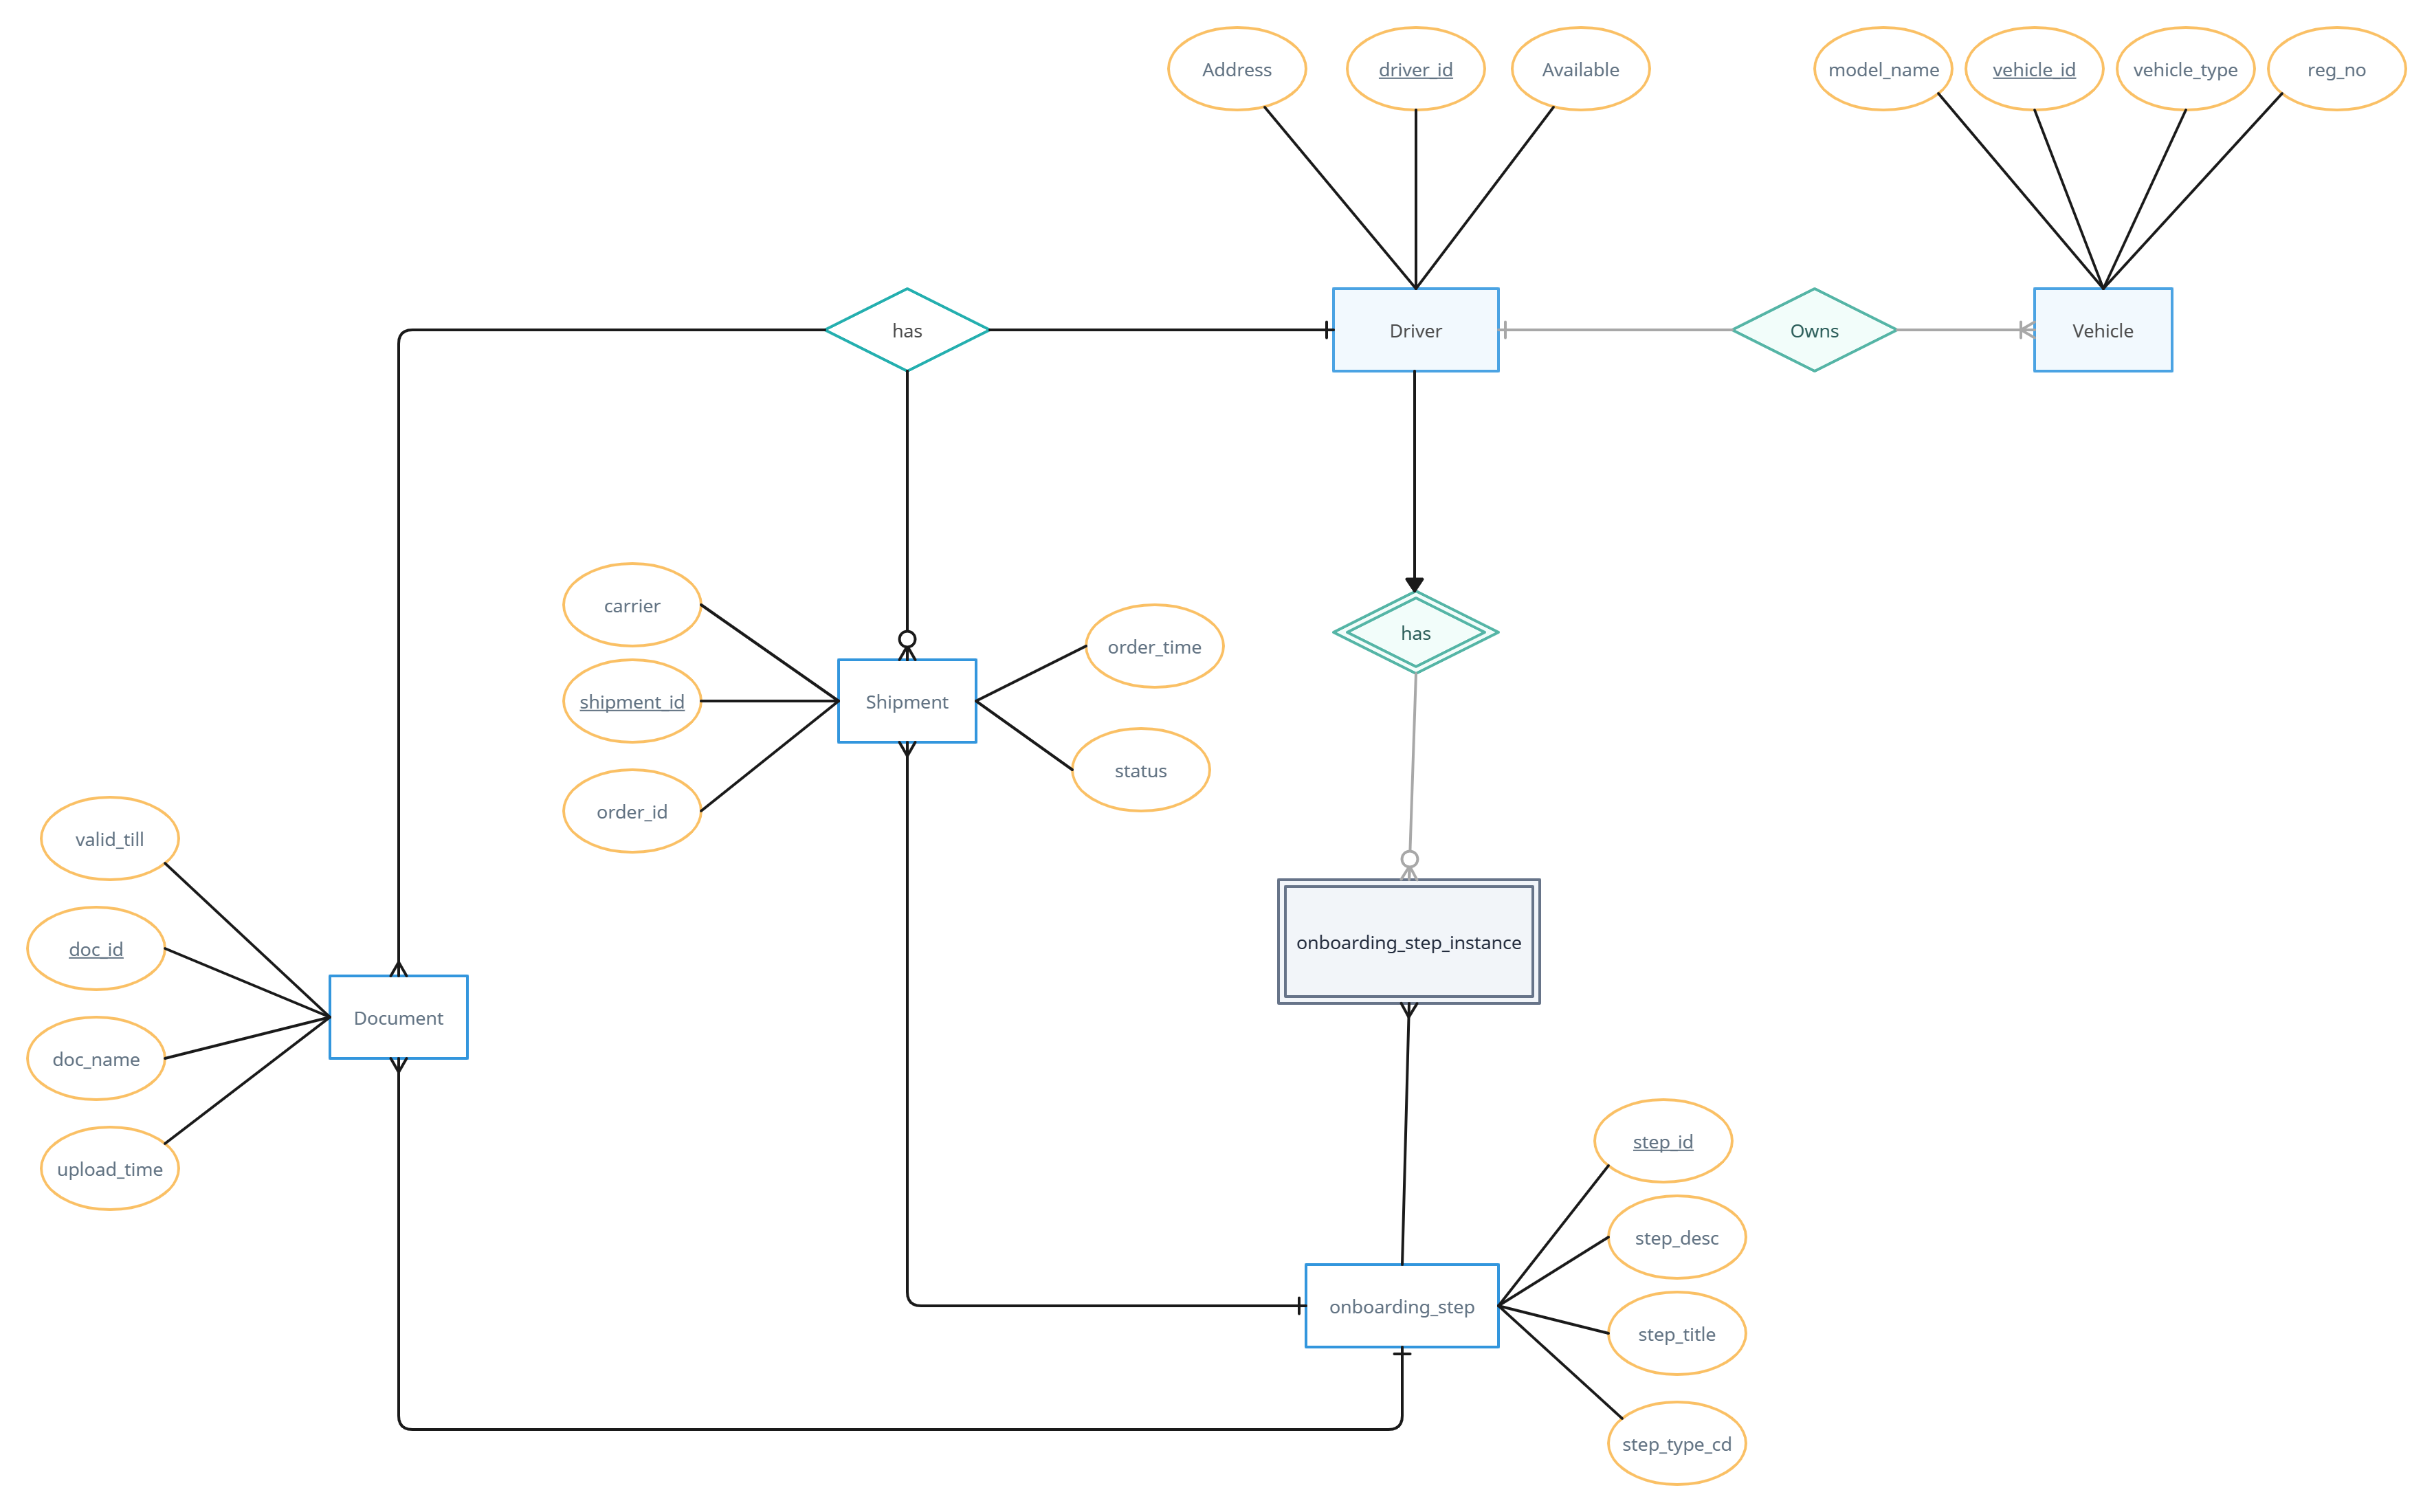 Address
driver_id
Available
model_name
vehicle_id
vehicle_type
reg_no
has
Driver
Owns
Vehicle
carrier
shipment_id
order_id
Shipment
order_time
status
has
valid_till
doc_id
doc_name
upload_time
Document
onboarding_step_instance
onboarding_step
step_id
step_desc
step_title
step_type_cd